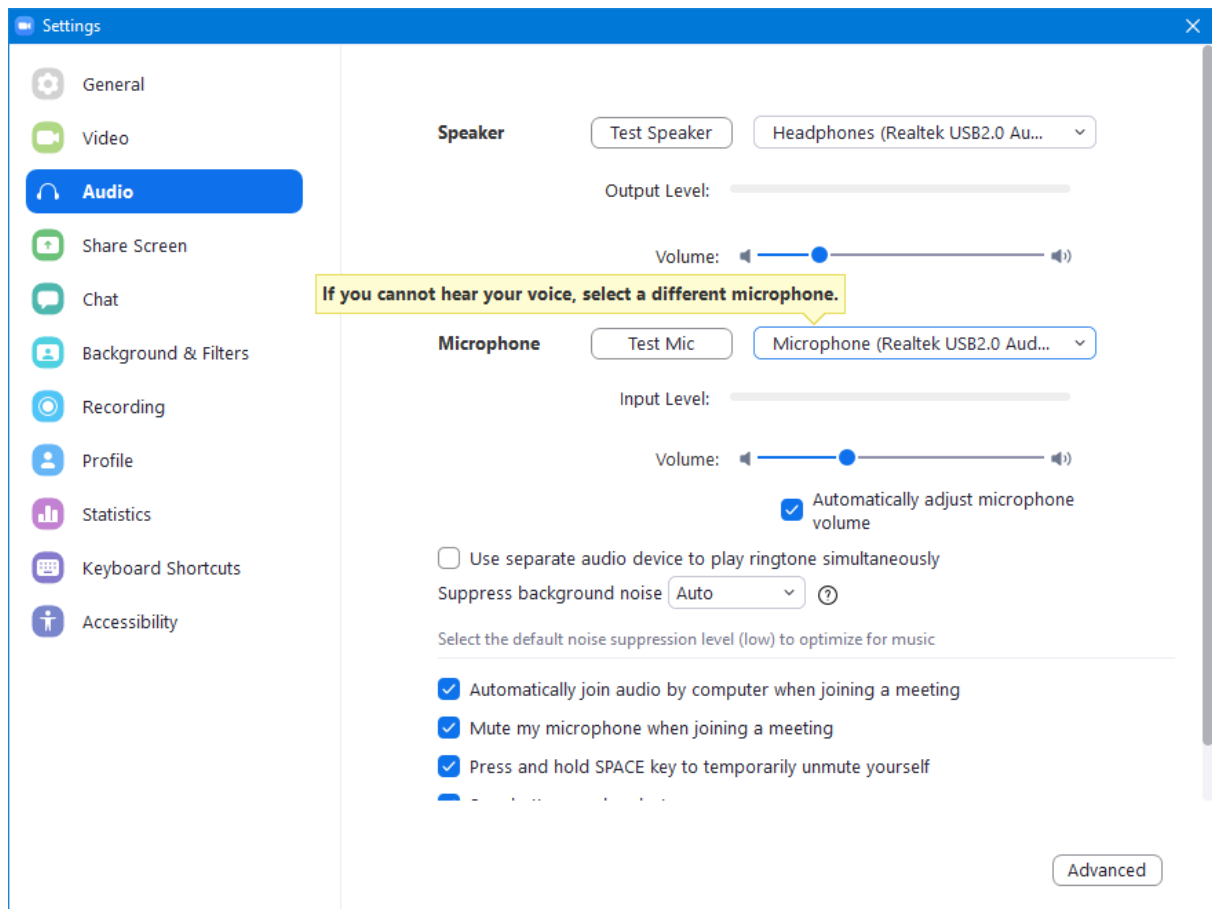 Settings
General
Video
Audio
Share Screen
Chat
Background & Filters
Recording
Profile
Statistics
Keyboard Shortcuts
Accessibility
Speaker
Test Speaker
Headphones (Realtek USB2.0 Au...
Output Level:
Volume:
If you cannot hear your voice, select a different microphone.
Microphone
Test Mic
Microphone (Realtek USB2.0 Aud...
Input Level:
Volume:
Automatically adjust microphone
volume
Use separate audio device to play ringtone simultaneously
Suppress background noise
Auto
Select the default noise suppression level (low) to optimize for music
Automatically join audio by computer when joining a meeting
Mute my microphone when joining a meeting
Press and hold SPACE key to temporarily unmute yourself
Advanced